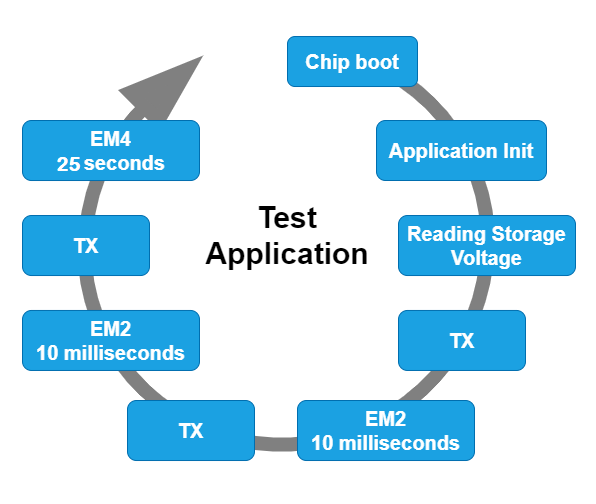 Chip boot
Application Init
Reading Storage
Voltage
TX
EM2
10 milliseconds
TX
EM2
10 milliseconds
TX
EM4
25 seconds
Test
Application